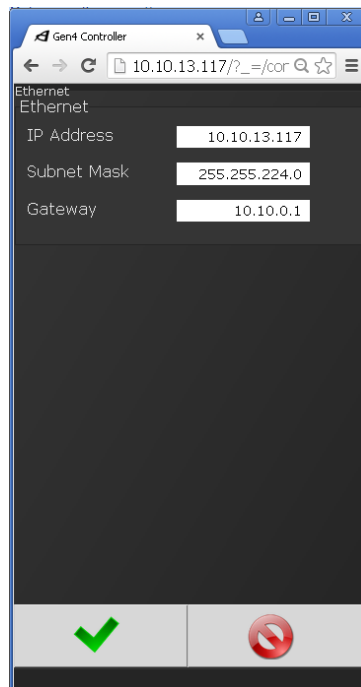 Gen4 Controller
10.10.13.117/?_=/cor
Ethernet
Ethernet
IP Address 10.10.13.117
Subnet Mask 255.255.224.0
Gateway 10.10.0.1